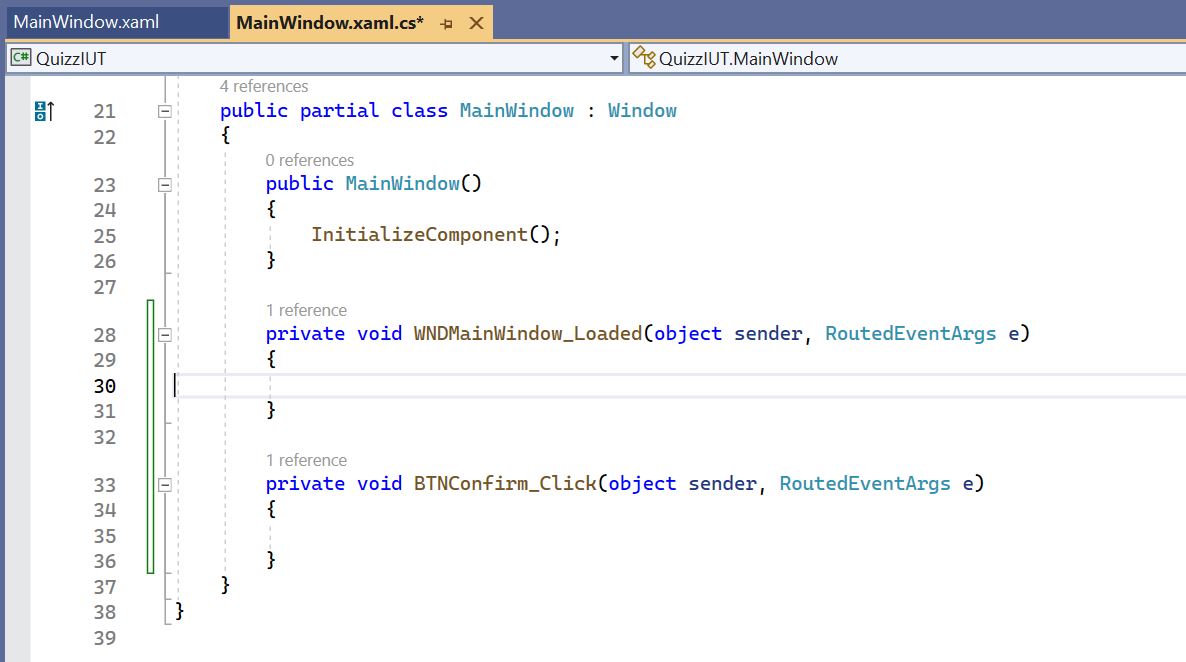 MainWindow.xaml MainWindow.xaml.cs*
C# QuizzIUT QuizzIUT.MainWindow
4 references
21 public partial class MainWindow : Window
22 {
0 references
23 public MainWindow()
24 {
25 InitializeComponent();
26 }
27
1 reference
28 private void WNDMainWindow_Loaded(object sender, RoutedEventArgs e)
29 {
30
31 }
32
1 reference
33 private void BTNConfirm_Click(object sender, RoutedEventArgs e)
34 {
35
36 }
37 }
38 }
39